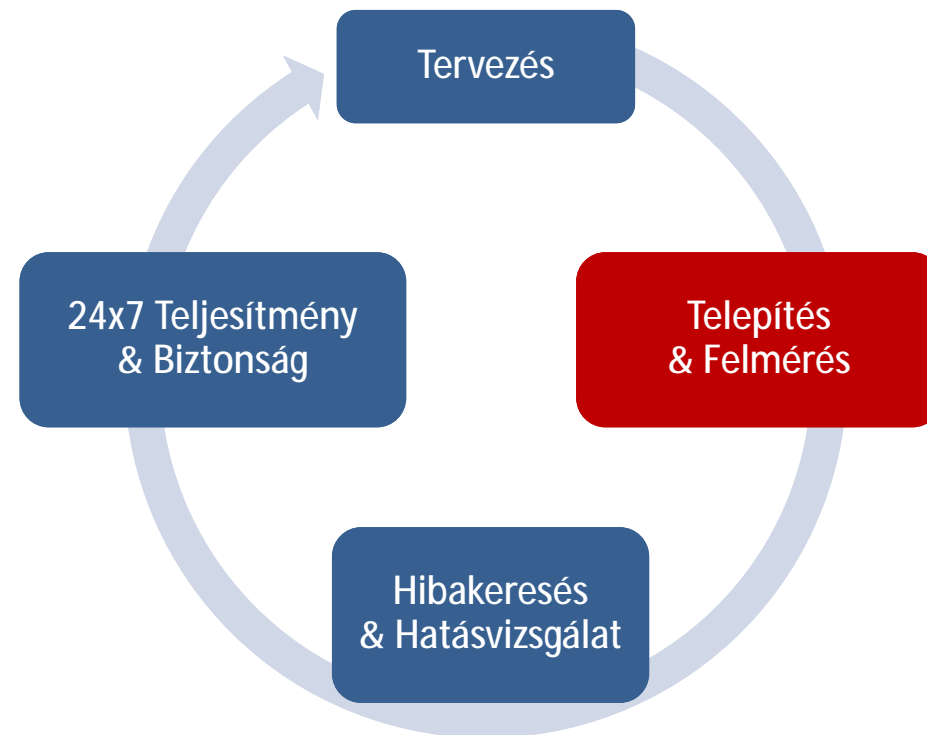 Tervezés
Telepítés
& Felmérés
Hibakeresés
& Hatásvizsgálat
24x7 Teljesítmény
& Biztonság